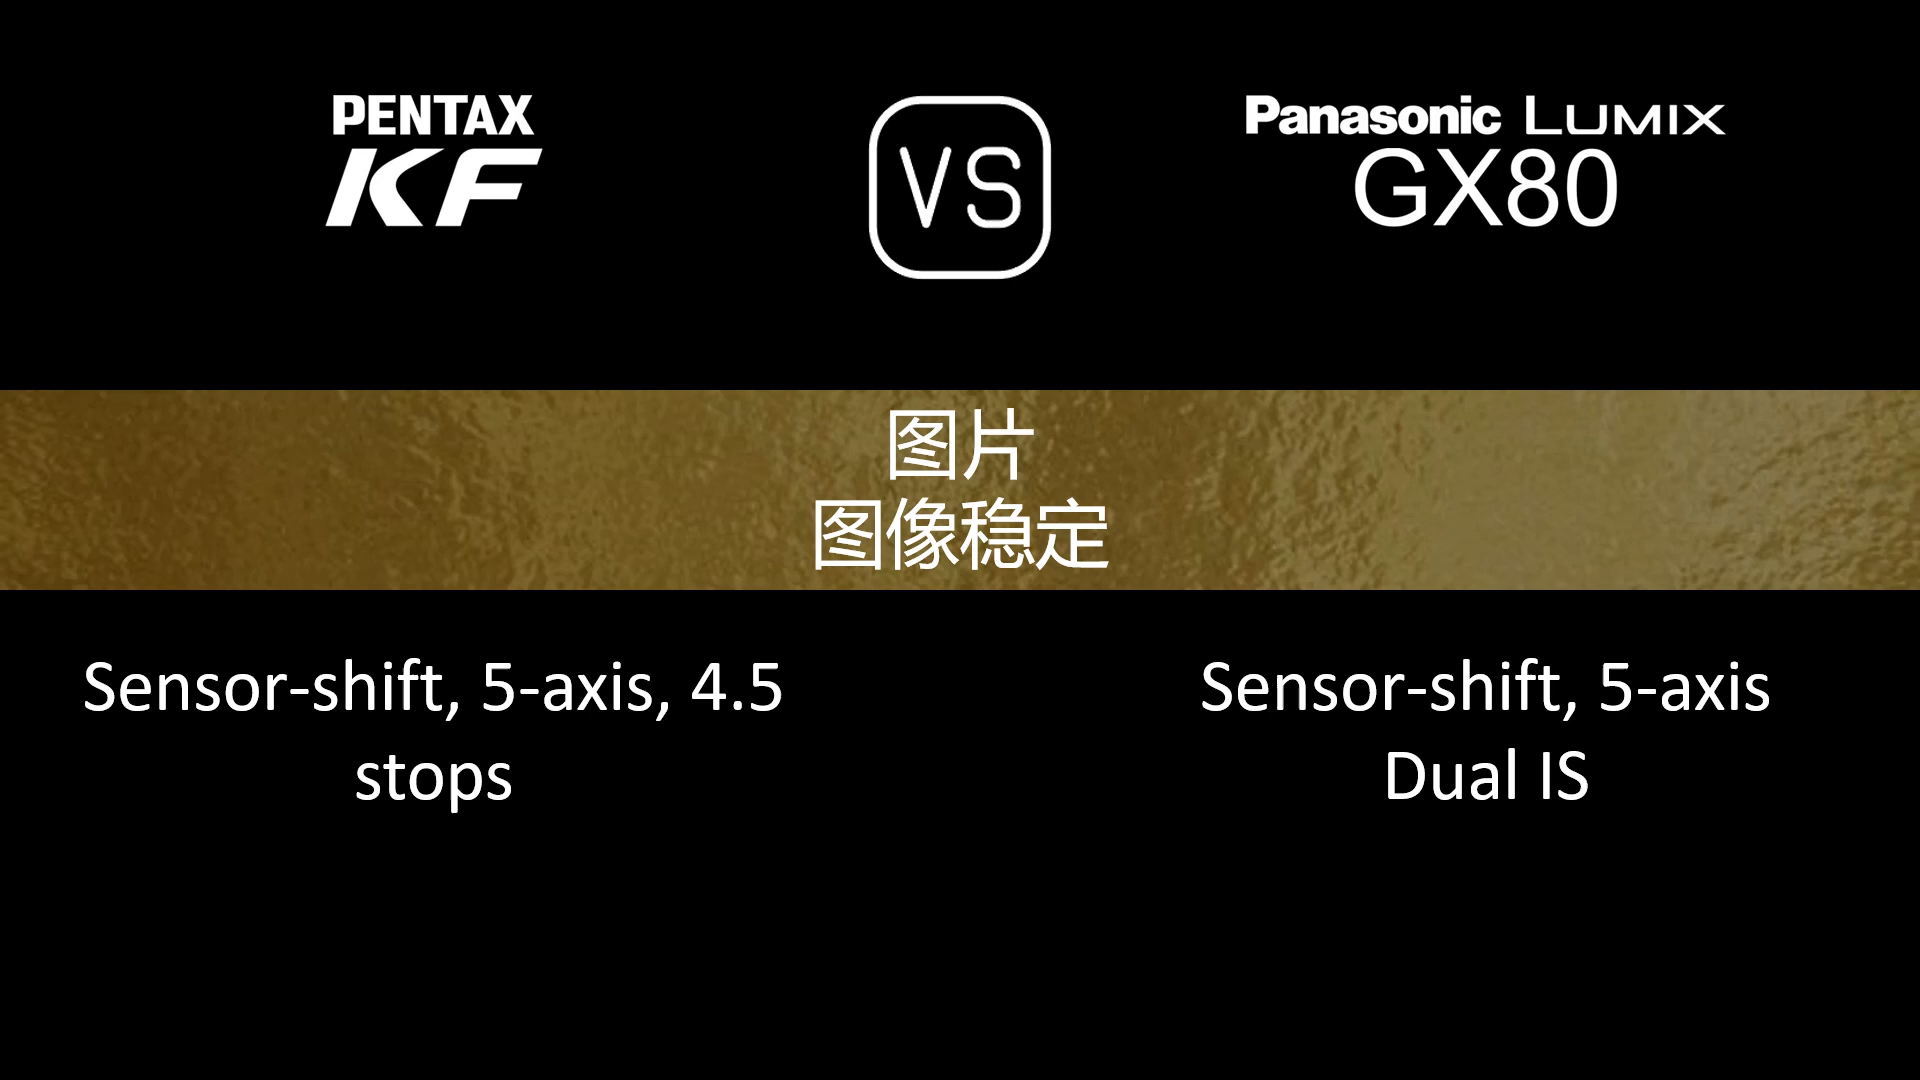 PENTAX
KF
VS
Panasonic LUMIX
GX80
图片
图像稳定
Sensor-shift, 5-axis, 4.5
stops
Sensor-shift, 5-axis
Dual IS